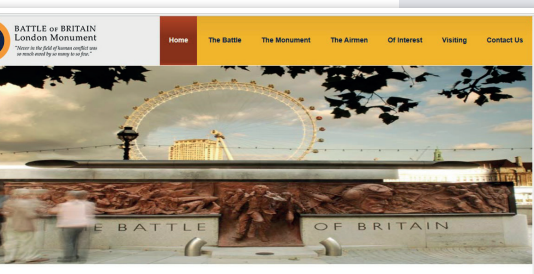 BATTLE OF BRITAIN
London Monument
"Never in the field of human conflict was
so much owed by so many to so few."
Home The Battle The Monument The Airmen Of Interest Visiting Contact Us
E BATTLE OF BRITAIN